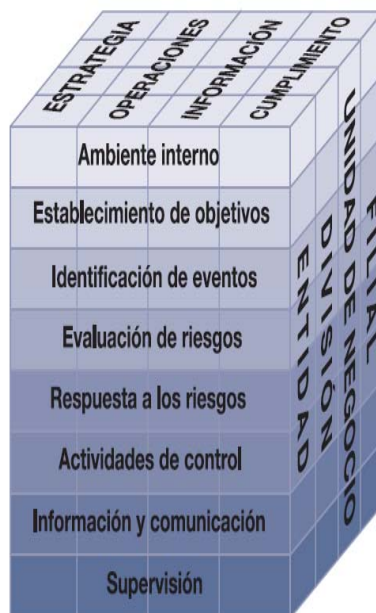 ESTRATEGIA
OPERACIONES
INFORMACIÓN
CUMPLIMIENTO
Ambiente interno
Establecimiento de objetivos
Identificación de eventos
Evaluación de riesgos
Respuesta a los riesgos
Actividades de control
Información y comunicación
Supervisión
ENTIDAD
DIVISIÓN
UNIDAD DE NEGOCIO
FILIAL